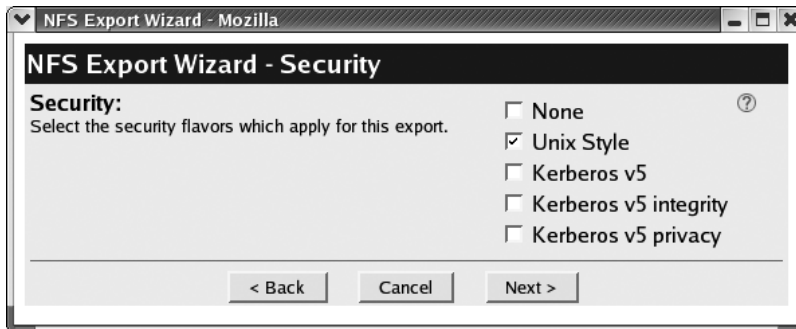 NFS Export Wizard - Mozilla
NFS Export Wizard - Security
Security:
Select the security flavors which apply for this export.
None
?
Unix Style
Kerberos v5
Kerberos v5 integrity
Kerberos v5 privacy
< Back
Cancel
Next >